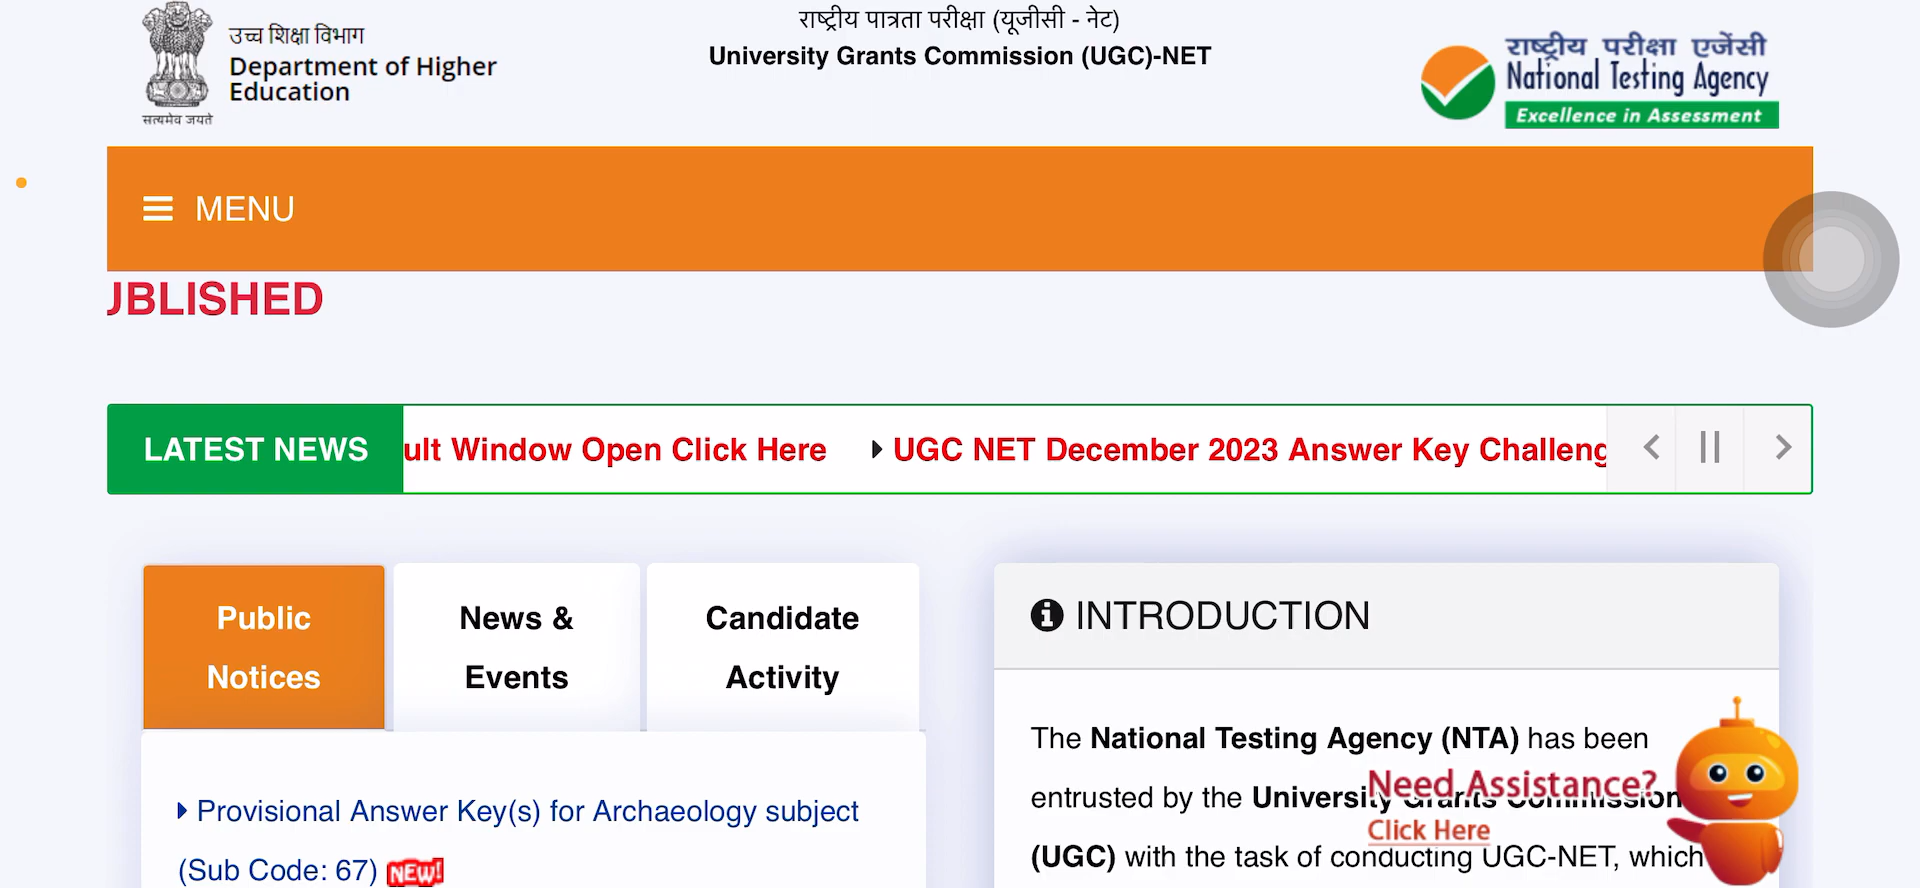 उच्च शिक्षा विभाग
Department of Higher
Education
सत्यमेव जयते
राष्ट्रीय पात्रता परीक्षा (यूजीसी - नेट)
University Grants Commission (UGC)-NET
राष्ट्रीय परीक्षा एजेंसी
National Testing Agency
Excellence in Assessment
MENU
UBLISHED
LATEST NEWS
ult Window Open Click Here
UGC NET December 2023 Answer Key Challeng
Public
Notices
News &
Events
Candidate
Activity
Provisional Answer Key(s) for Archaeology subject
(Sub Code: 67) NEW!
INTRODUCTION
The National Testing Agency (NTA) has been
entrusted by the University Grants Commission
(UGC) with the task of conducting UGC-NET, which
Need Assistance?
Click Here